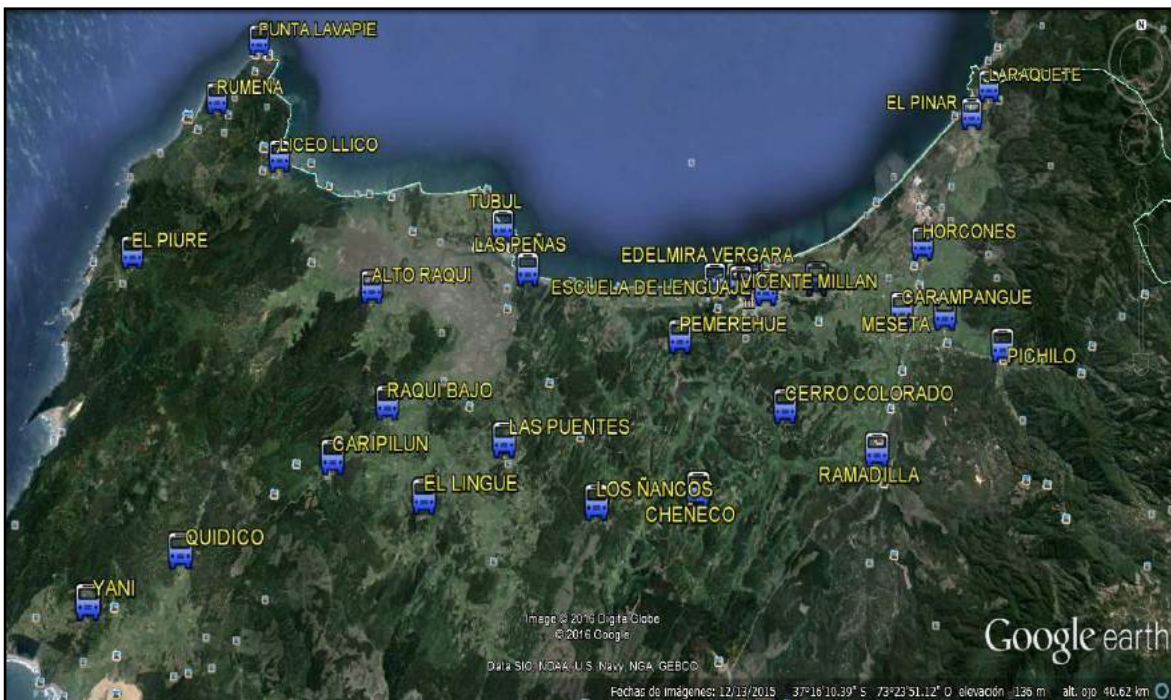 PUNTA LAVAPIE
LARAQUETE
RUMENA
EL PINAR
LICEO LLICO
TUBUL
HORCONES
EL PIURE
LAS PEÑAS
EDELMIRA VERGARA
ALTO RAQUI
ESCUELA DE LENGUAJE
VICENTE MILLAN
CARAMPANGUE
PEMEREHUE
MESETA
PICHILO
RAQUI BAJO
CERRO COLORADO
LAS PUENTES
CARIPILUN
RAMADILLA
EL LINGUE
LOS ÑANCOS
CHEÑECO
QUIDICO
YANI
N
Image © 2016 Digital Globe
© 2016 Google
Google earth
Data SIO, NOAA, U.S. Navy, NGA, GEBCO
Fechas de imágenes: 12/13/2015 37°16'10.39" S 73°23'51.12" O elevación 136 m alt. ojo 40.62 km